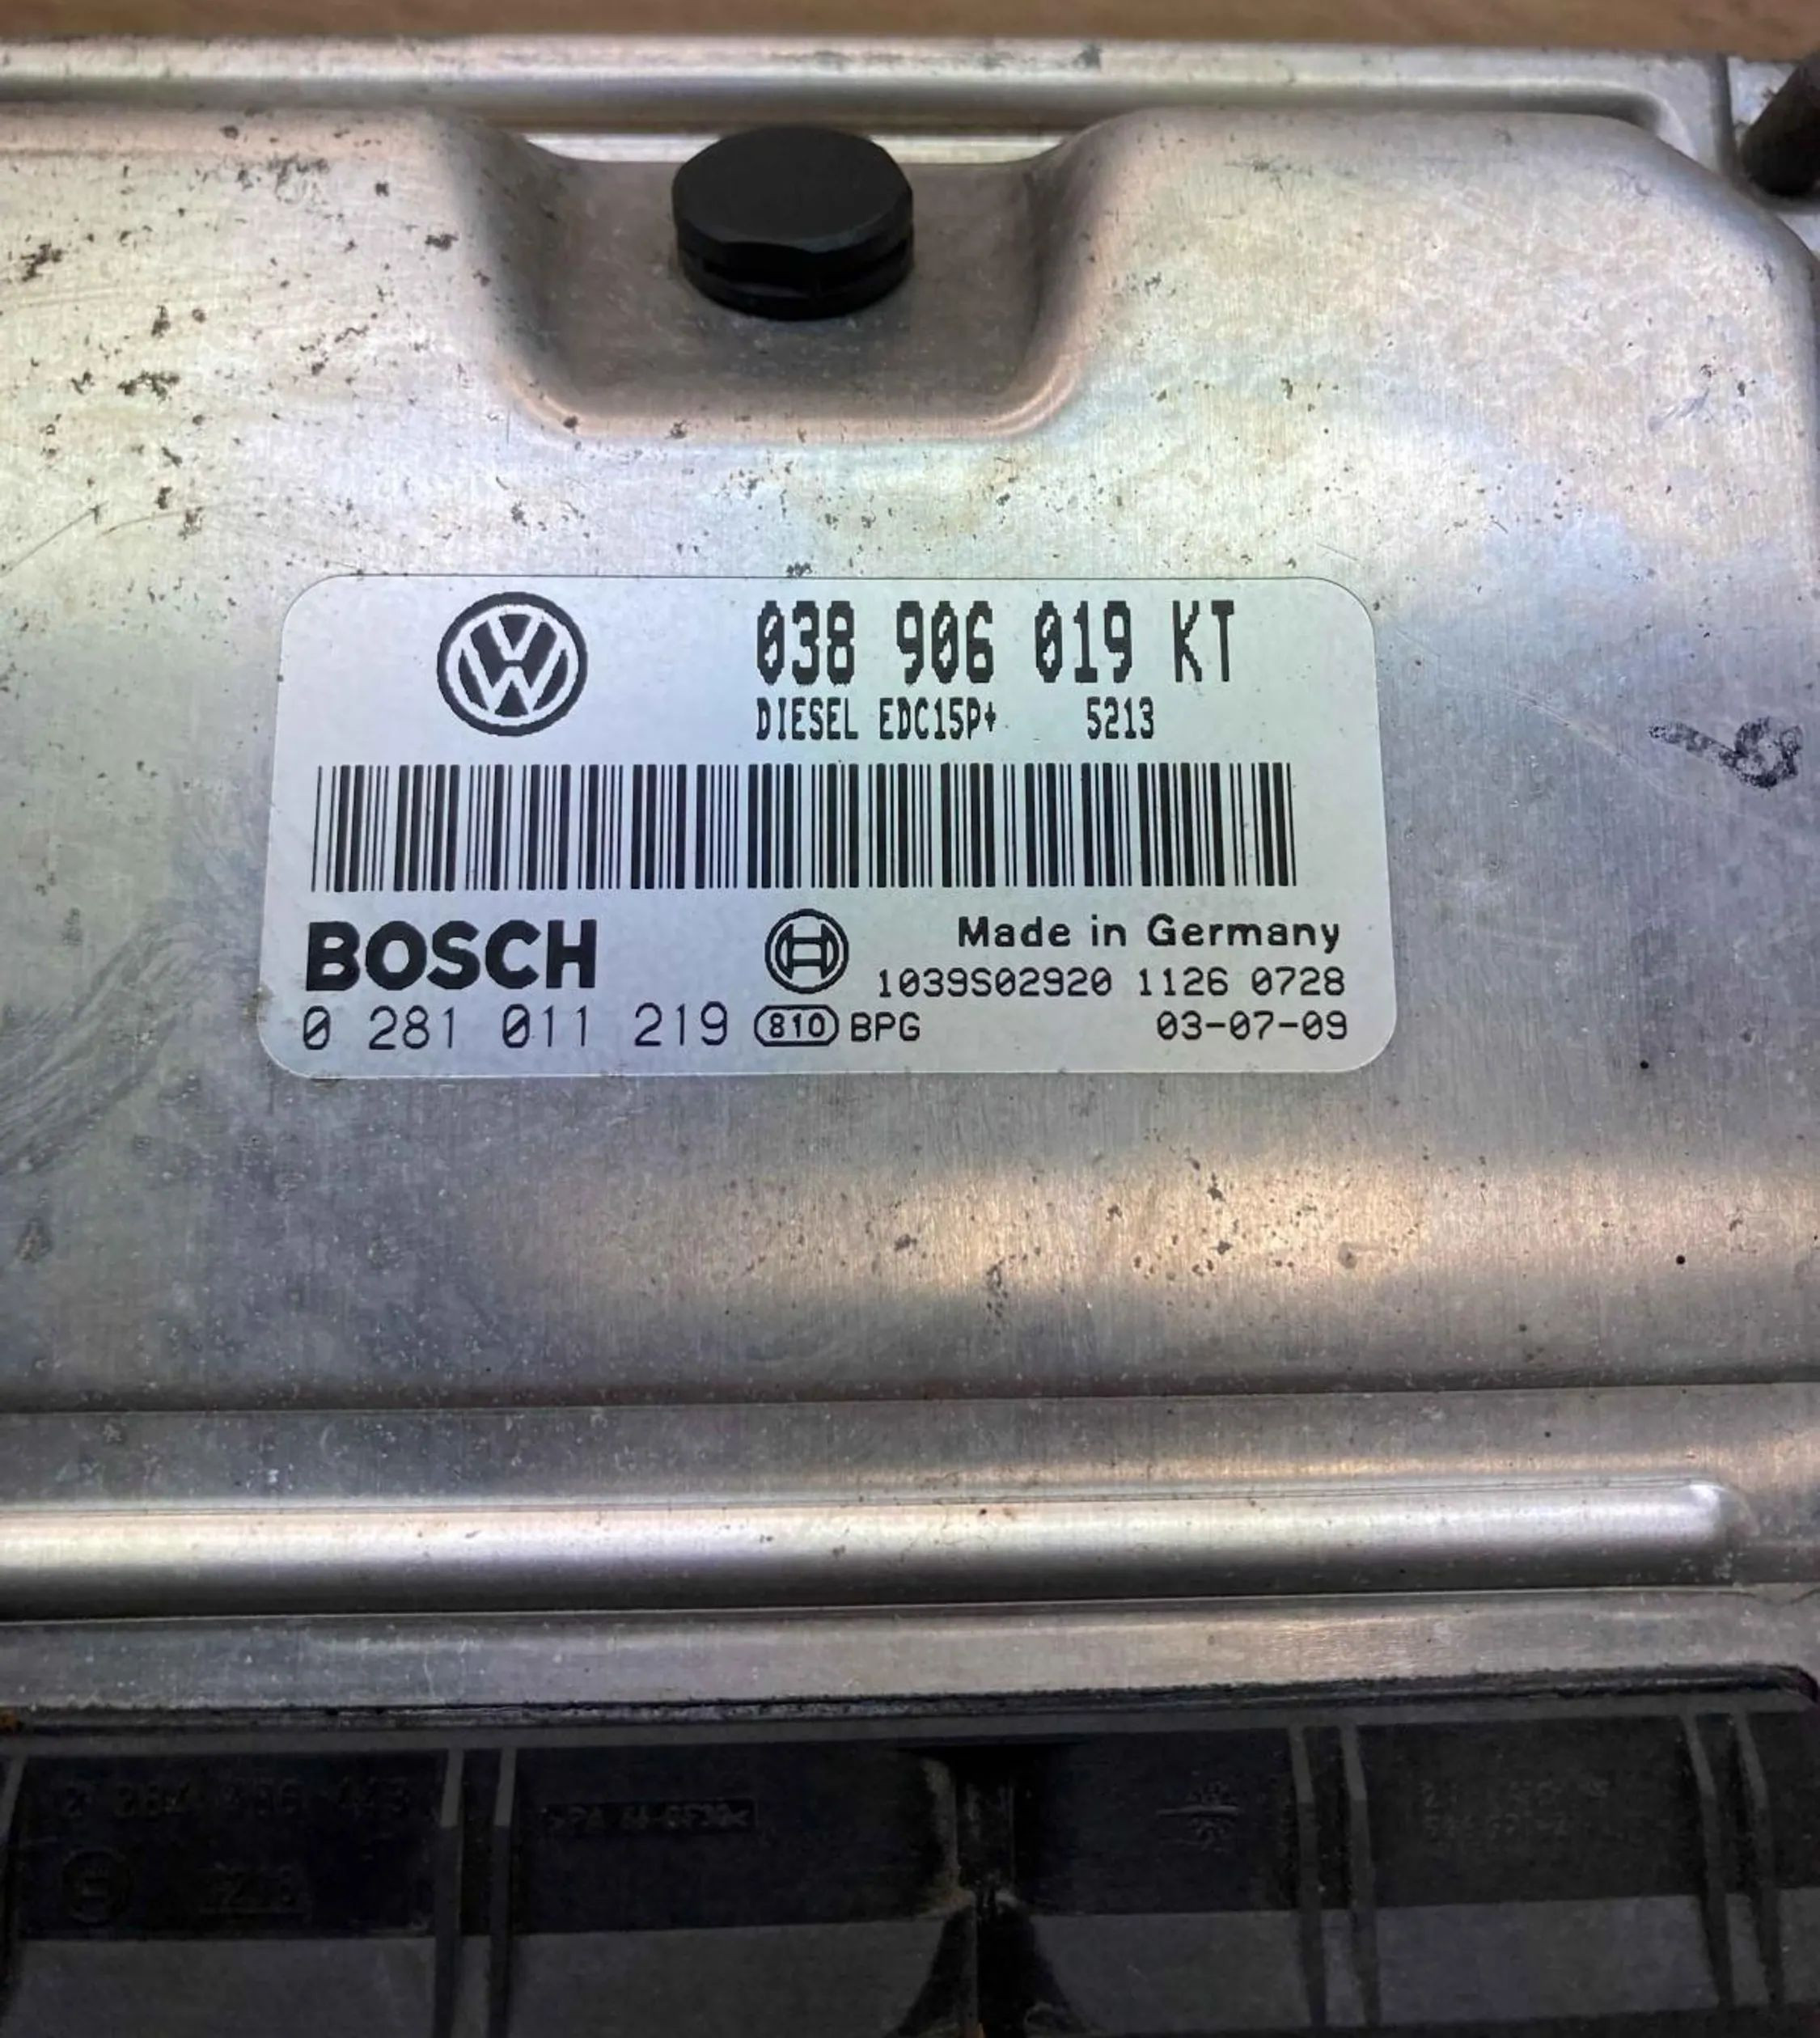 038 906 019 KT
DIESEL EDC15P+ 5213
BOSCH
Made in Germany
1039S02920 1126 0728
0 281 011 219 810 BPG 03-07-09